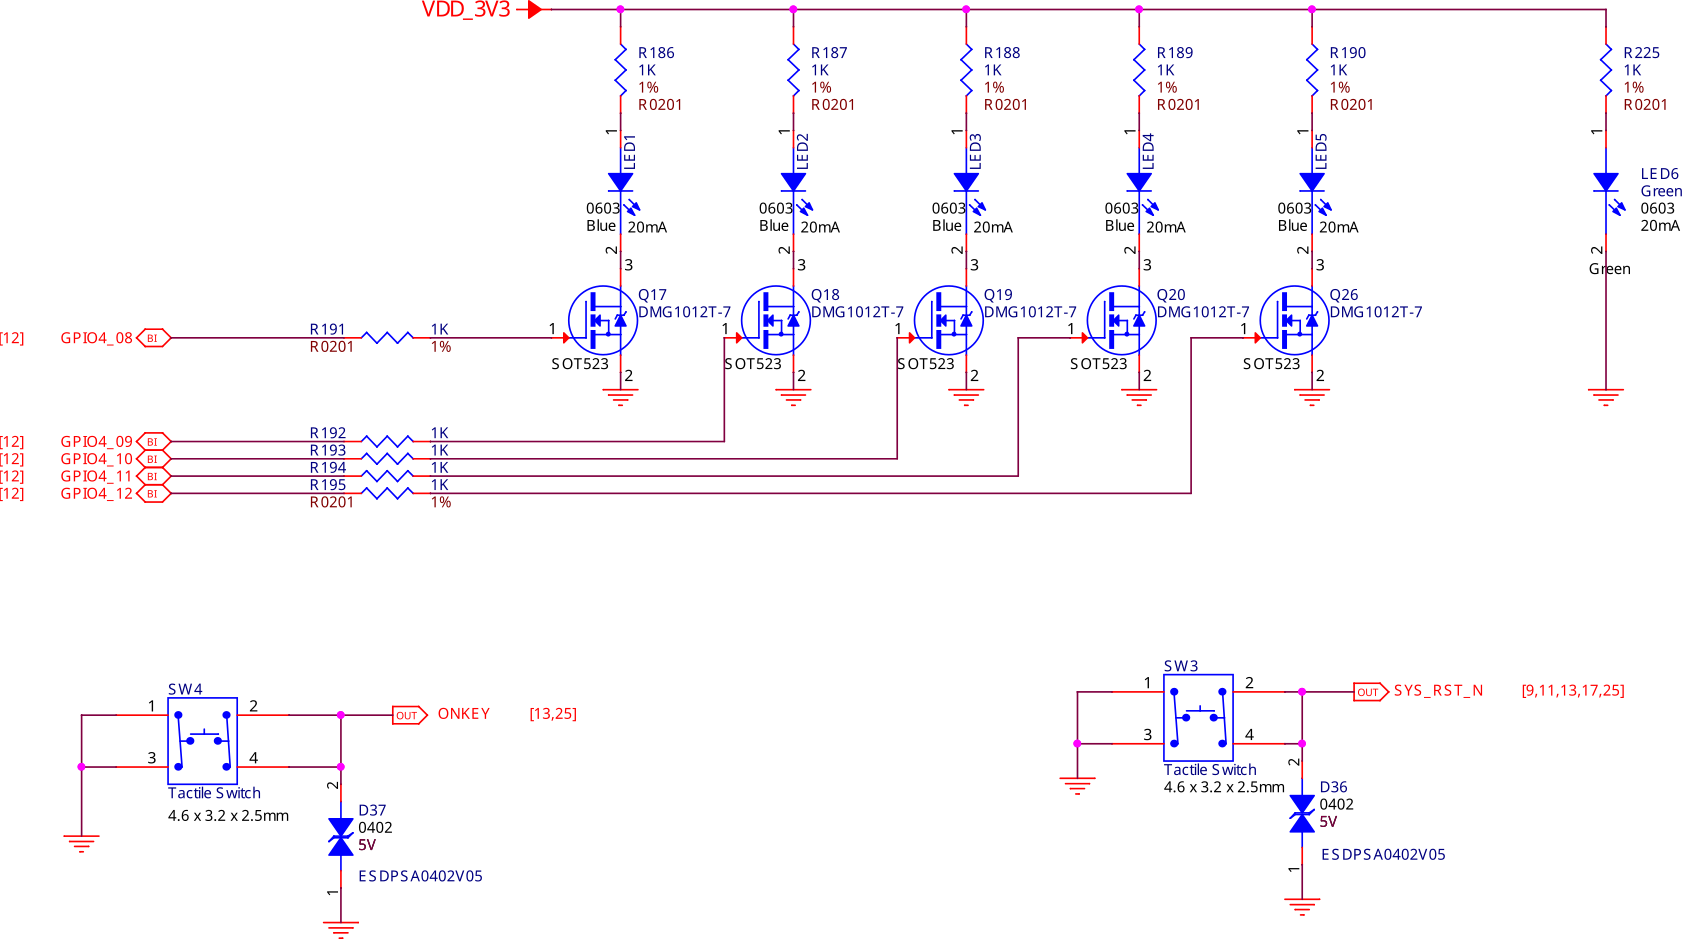 VDD_3V3
R186
1K
1%
R0201
R187
1K
1%
R0201
R188
1K
1%
R0201
R189
1K
1%
R0201
R190
1K
1%
R0201
R225
1K
1%
R0201
1 LED1
1 LED2
1 LED3
1 LED4
1 LED5
1
0603
Blue 20mA
0603
Blue 20mA
0603
Blue 20mA
0603
Blue 20mA
0603
Blue 20mA
LED6
Green
0603
20mA
2
2
2
2
2
2
Green
3
3
3
3
3
Q17
DMG1012T-7
Q18
DMG1012T-7
Q19
DMG1012T-7
Q20
DMG1012T-7
Q26
DMG1012T-7
[12] GPIO4_08 BI R191 1K 1 1 1 1 1
R0201 1%
SOT523 SOT523 SOT523 SOT523 SOT523
2 2 2 2 2
[12] GPIO4_09 BI R192 1K
[12] GPIO4_10 BI R193 1K
[12] GPIO4_11 BI R194 1K
[12] GPIO4_12 BI R195 1K
R0201 1%
SW4
1 2
OUT ONKEY [13,25]
3 4
Tactile Switch
4.6 x 3.2 x 2.5mm
2
D37
0402
5V
ESDPSA0402V05
1
SW3
1 2
OUT SYS_RST_N [9,11,13,17,25]
3 4
Tactile Switch
4.6 x 3.2 x 2.5mm
2
D36
0402
5V
ESDPSA0402V05
1